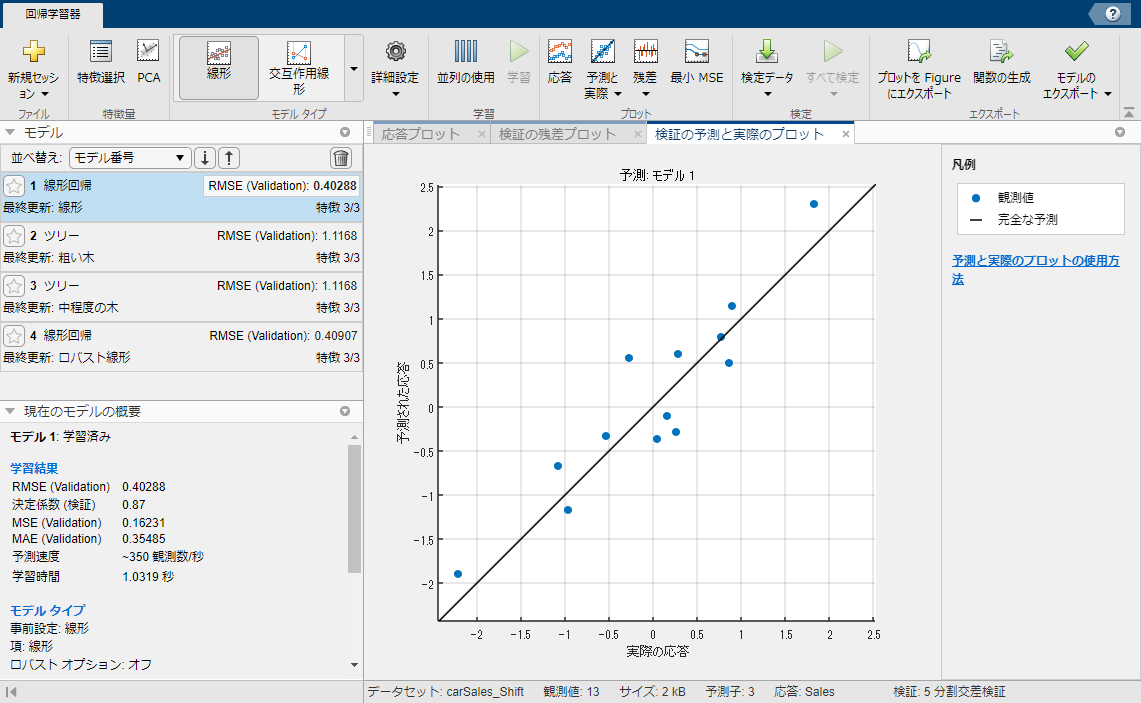 回帰学習器
?
新規セッション
特徴選択
PCA
線形
交互作用線形
詳細設定
並列の使用
学習
応答
予測と実際
残差
最小 MSE
検定データ
すべて検定
プロットを Figure にエクスポート
関数の生成
モデルのエクスポート
ファイル
特徴量
モデル タイプ
学習
プロット
検定
エクスポート
モデル
並べ替え: モデル番号
1 線形回帰 RMSE (Validation): 0.40288
最終更新: 線形 特徴 3/3
2 ツリー RMSE (Validation): 1.1168
最終更新: 粗い木 特徴 3/3
3 ツリー RMSE (Validation): 1.1168
最終更新: 中程度の木 特徴 3/3
4 線形回帰 RMSE (Validation): 0.40907
最終更新: ロバスト線形 特徴 3/3
現在のモデルの概要
モデル 1: 学習済み
学習結果
RMSE (Validation) 0.40288
決定係数 (検証) 0.87
MSE (Validation) 0.16231
MAE (Validation) 0.35485
予測速度 ~350 観測数/秒
学習時間 1.0319 秒
モデル タイプ
事前設定: 線形
項: 線形
ロバスト オプション: オフ
応答プロット
検証の残差プロット
検証の予測と実際のプロット
予測: モデル 1
2.5
2
1.5
1
0.5
0
-0.5
-1
-1.5
-2
予測された応答
-2 -1.5 -1 -0.5 0 0.5 1 1.5 2 2.5
実際の応答
凡例
観測値
完全な予測
予測と実際のプロットの使用方
法
データセット: carSales_Shift 観測値: 13 サイズ: 2 kB 予測子: 3 応答: Sales 検証: 5 分割交差検証